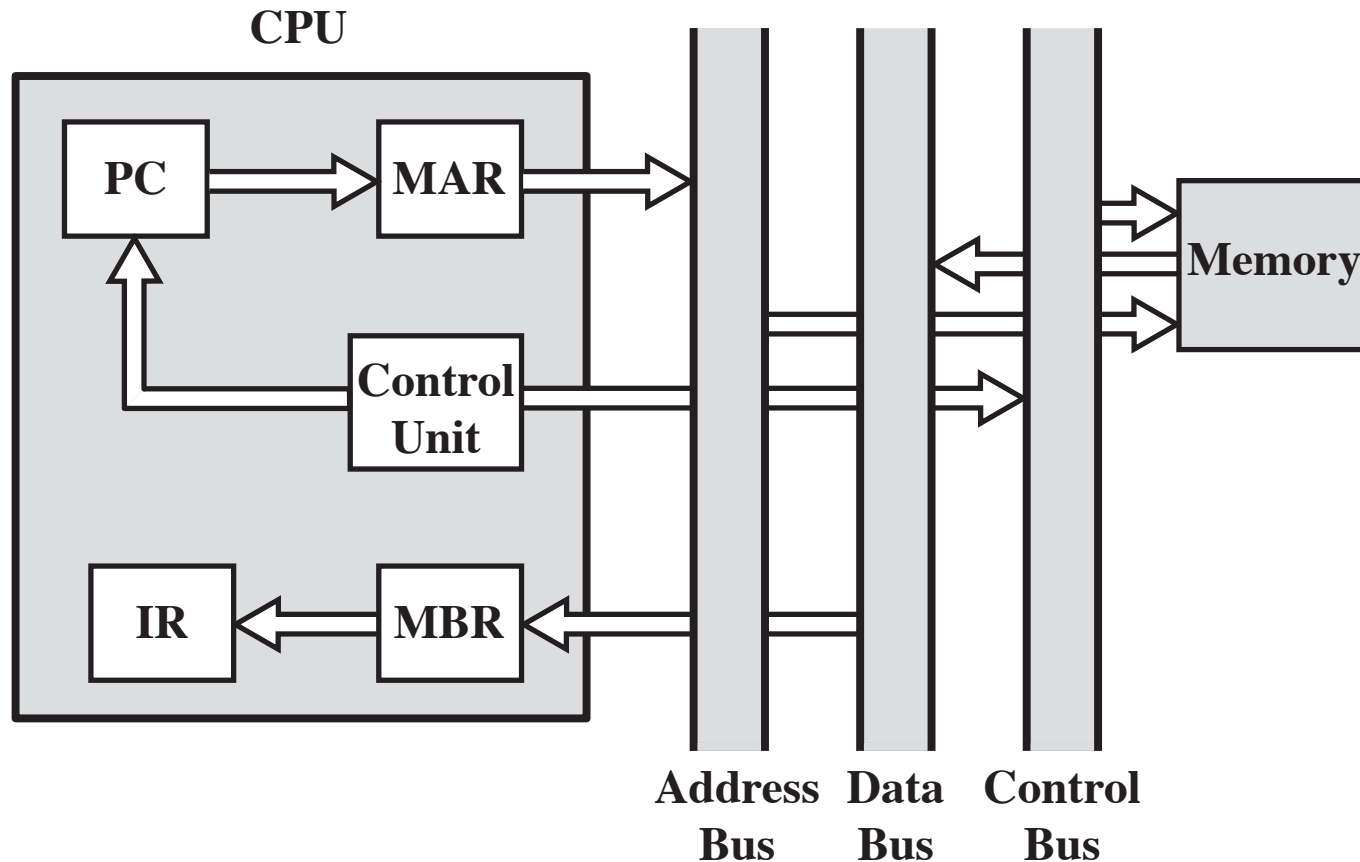 CPU
PC
MAR
Memory
Control
Unit
IR
MBR
Address
Bus
Data
Bus
Control
Bus